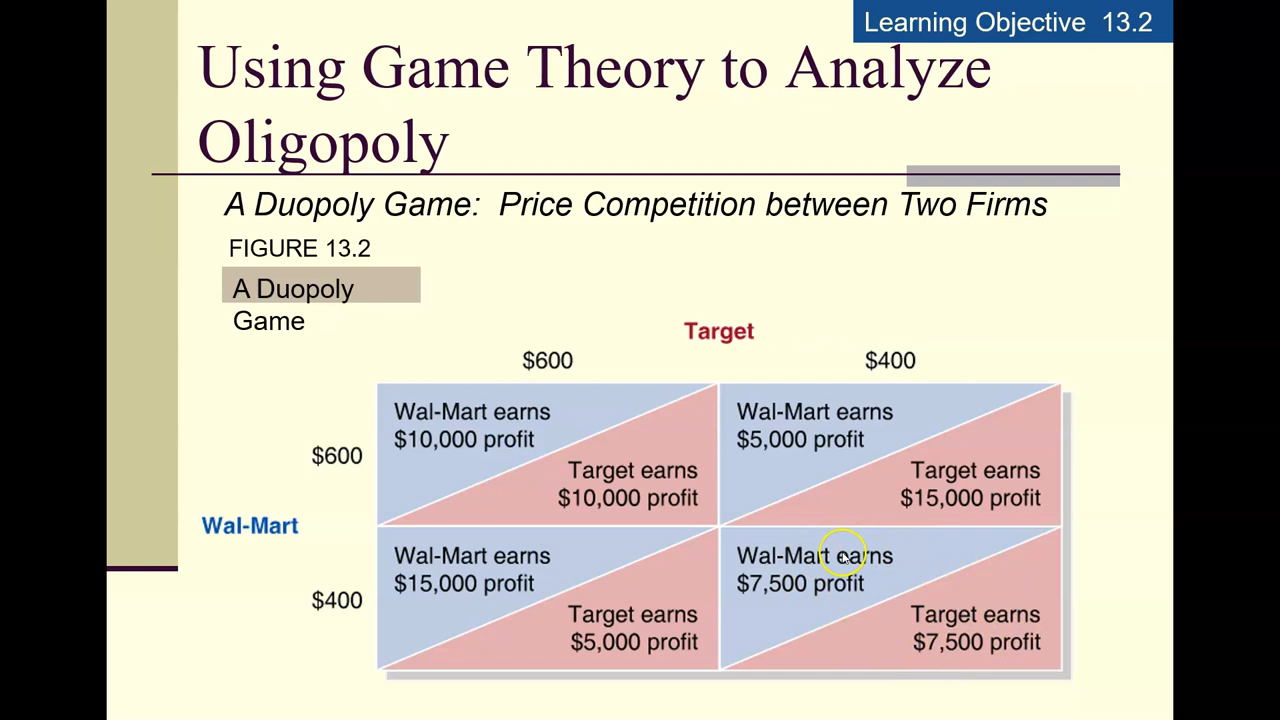 Learning Objective 13.2
Using Game Theory to Analyze
Oligopoly
A Duopoly Game: Price Competition between Two Firms
FIGURE 13.2
A Duopoly
Game
Target
$600 $400
Wal-Mart earns
$10,000 profit
Target earns
$10,000 profit
Wal-Mart earns
$5,000 profit
Target earns
$15,000 profit
$600
Wal-Mart
Wal-Mart earns
$15,000 profit
Target earns
$5,000 profit
Wal-Mart earns
$7,500 profit
Target earns
$7,500 profit
$400